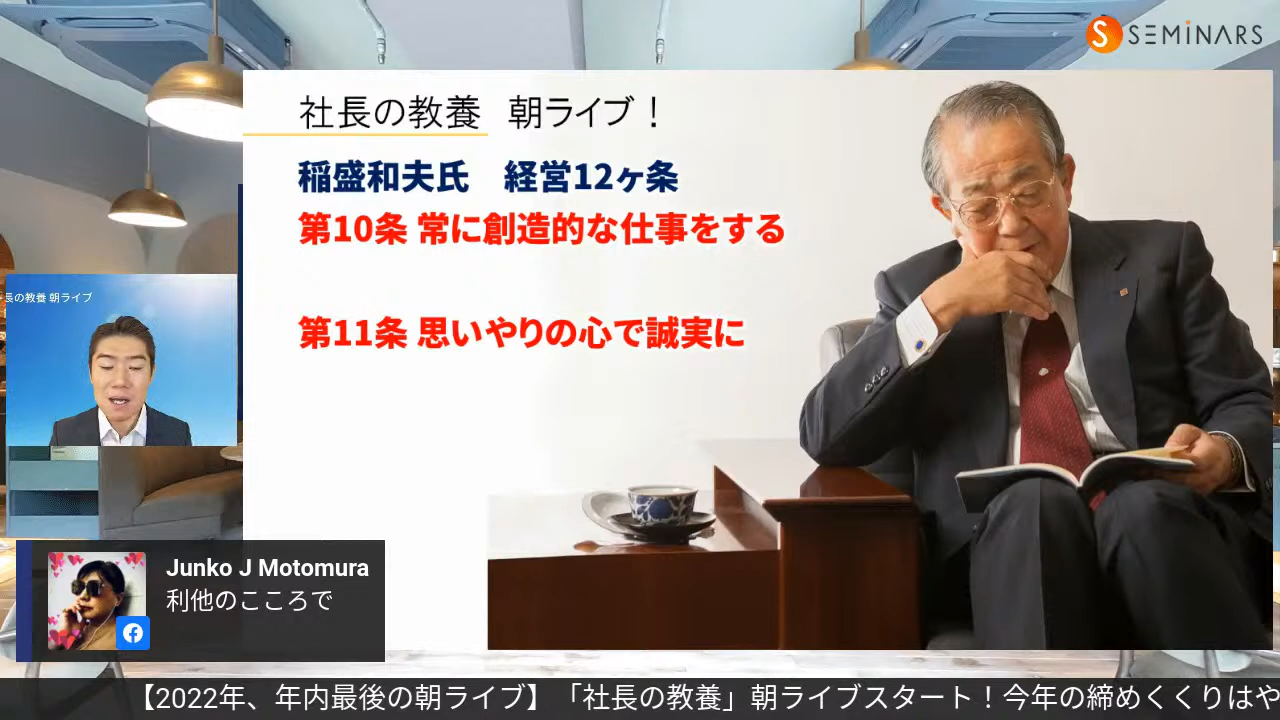 SEMINARS
社長の教養　朝ライブ！
稲盛和夫氏　経営12ヶ条
第10条 常に創造的な仕事をする
第11条 思いやりの心で誠実に
長の教養 朝ライブ
Junko J Motomura
利他のこころで
【2022年、年内最後の朝ライブ】「社長の教養」朝ライブスタート！今年の締めくくりはや